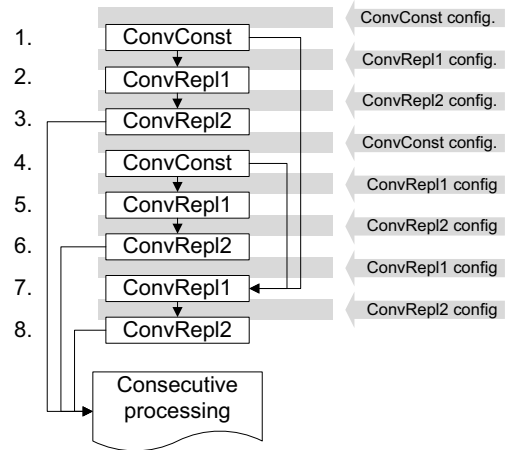 ConvConst config.
1. ConvConst
ConvRepl1 config.
2. ConvRepl1
ConvRepl2 config.
3. ConvRepl2
ConvConst config.
4. ConvConst
ConvRepl1 config
5. ConvRepl1
ConvRepl2 config
6. ConvRepl2
ConvRepl1 config
7. ConvRepl1
ConvRepl2 config
8. ConvRepl2
Consecutive
processing